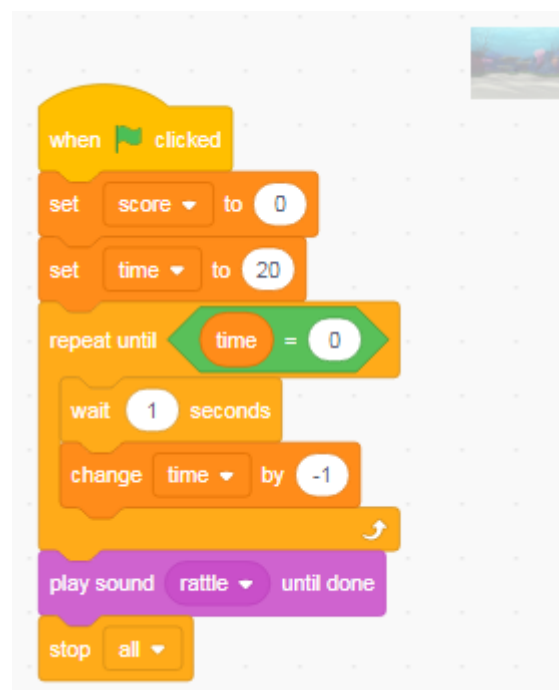 when clicked
set score to 0
set time to 20
repeat until time = 0
wait 1 seconds
change time by -1
play sound rattle until done
stop all